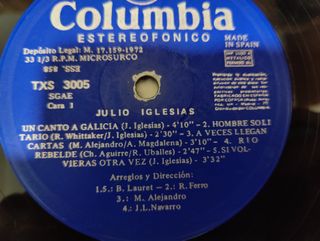 Columbia
ESTEREOFONICO
Depósito Legal: M. 17.159-1972
33 1/3 R.P.M. MICROSURCO
ESS. 858
TXS 3005
SGAE
Cara 1
MADE IN
SPAIN
JULIO IGLESIAS
UN CANTO A GALICIA (J. Iglesias) - 4'10" - 2. HOMBRE SOLI
TARIO (R. Whittaker/J. Iglesias) - 2'30" - 3. A VECES LLEGAN
CARTAS (M. Alejandro/A. Magdalena) - 4. RIO
REBELDE (Ch. Aguirre/R. Uballes) - 2'47" - 5. SI VOL-
VIERAS OTRA VEZ (J. Iglesias) - 3'32"
Arreglos y Dirección:
1.5.: B. Lauret - 2.: R. Ferro
3.: M. Alejandro
4.: J.L. Navarro